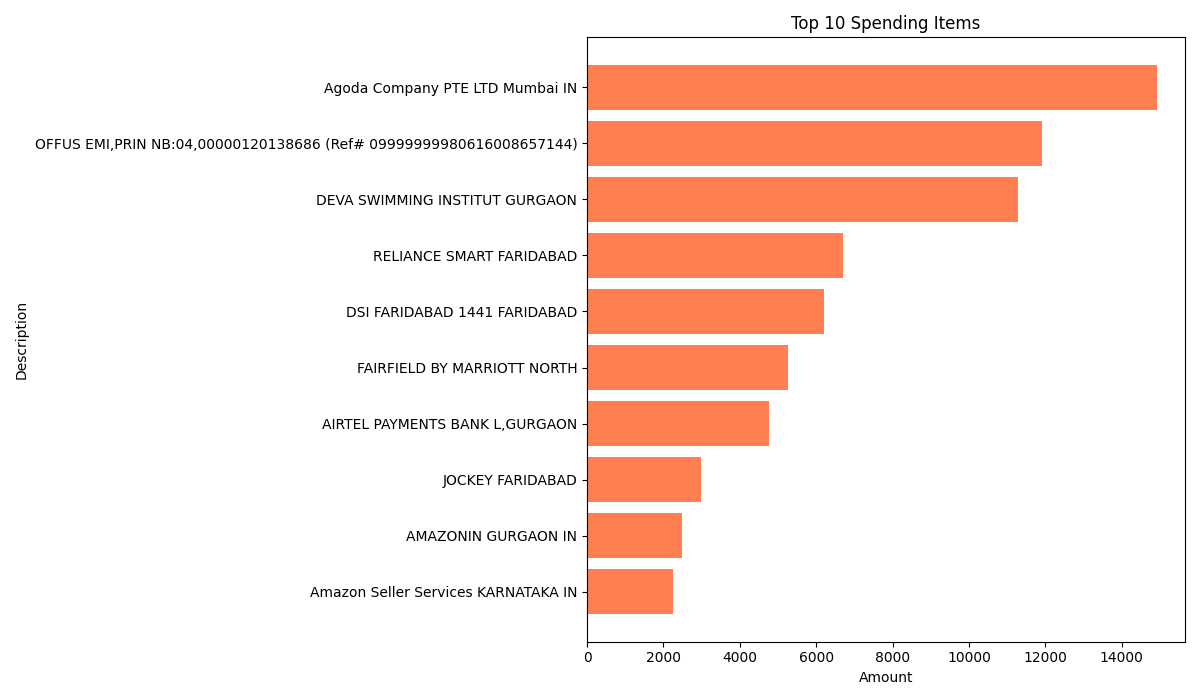 Top 10 Spending Items
Description
Agoda Company PTE LTD Mumbai IN
OFFUS EMI,PRIN NB:04,00000120138686 (Ref# 09999999980616008657144)
DEVA SWIMMING INSTITUT GURGAON
RELIANCE SMART FARIDABAD
DSI FARIDABAD 1441 FARIDABAD
FAIRFIELD BY MARRIOTT NORTH
AIRTEL PAYMENTS BANK L,GURGAON
JOCKEY FARIDABAD
AMAZONIN GURGAON IN
Amazon Seller Services KARNATAKA IN
0 2000 4000 6000 8000 10000 12000 14000
Amount